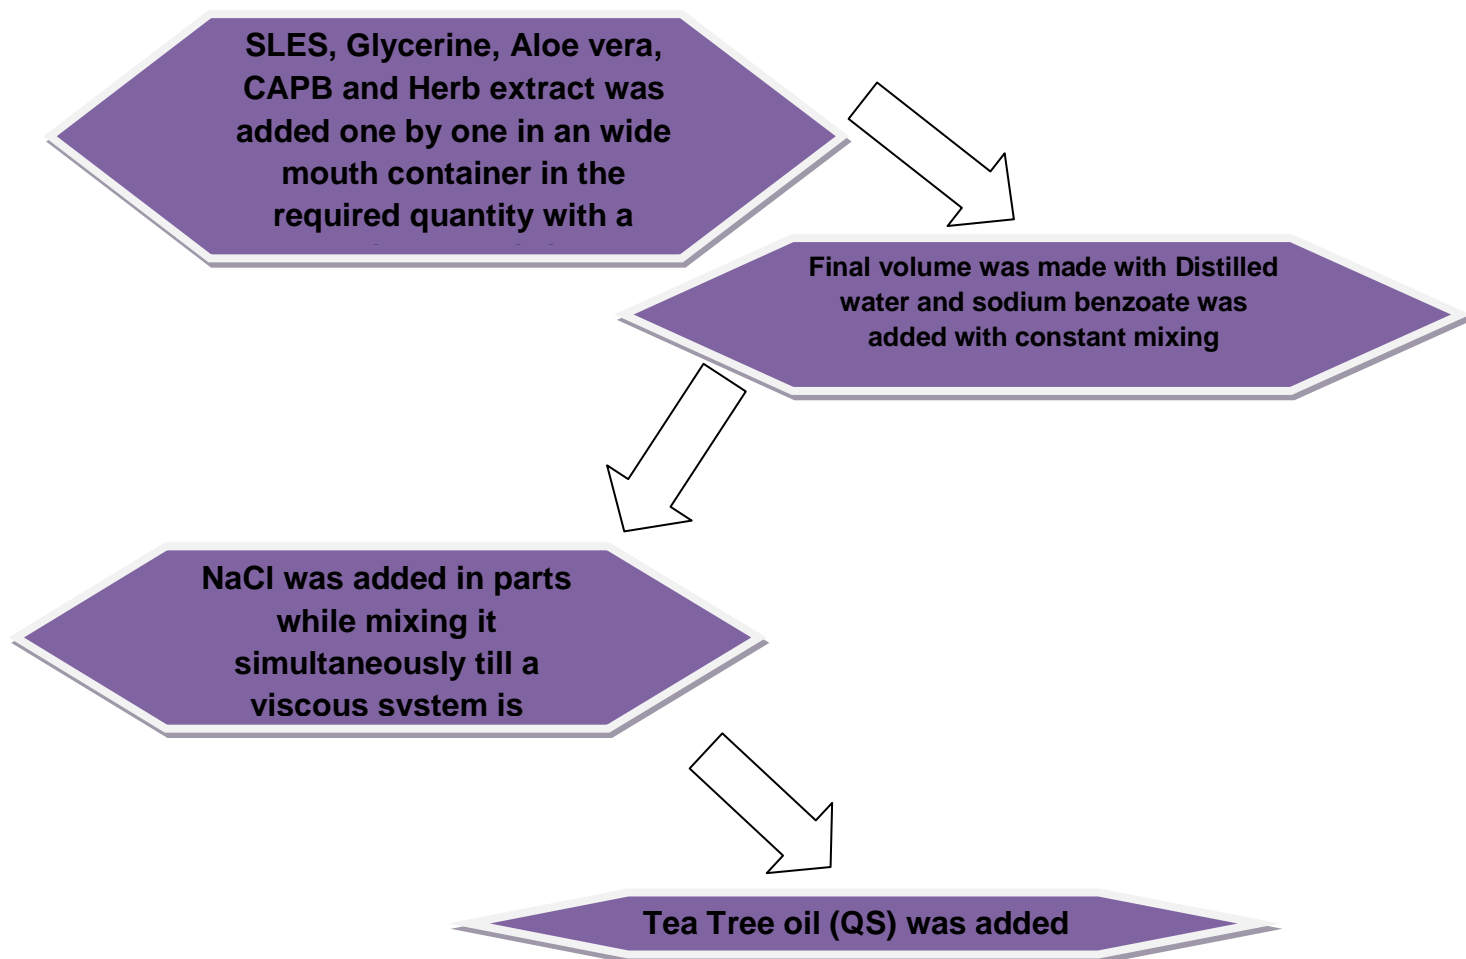 SLES, Glycerine, Aloe vera,
CAPB and Herb extract was
added one by one in an wide
mouth container in the
required quantity with a
Final volume was made with Distilled
water and sodium benzoate was
added with constant mixing
NaCl was added in parts
while mixing it
simultaneously till a
viscous system is
Tea Tree oil (QS) was added